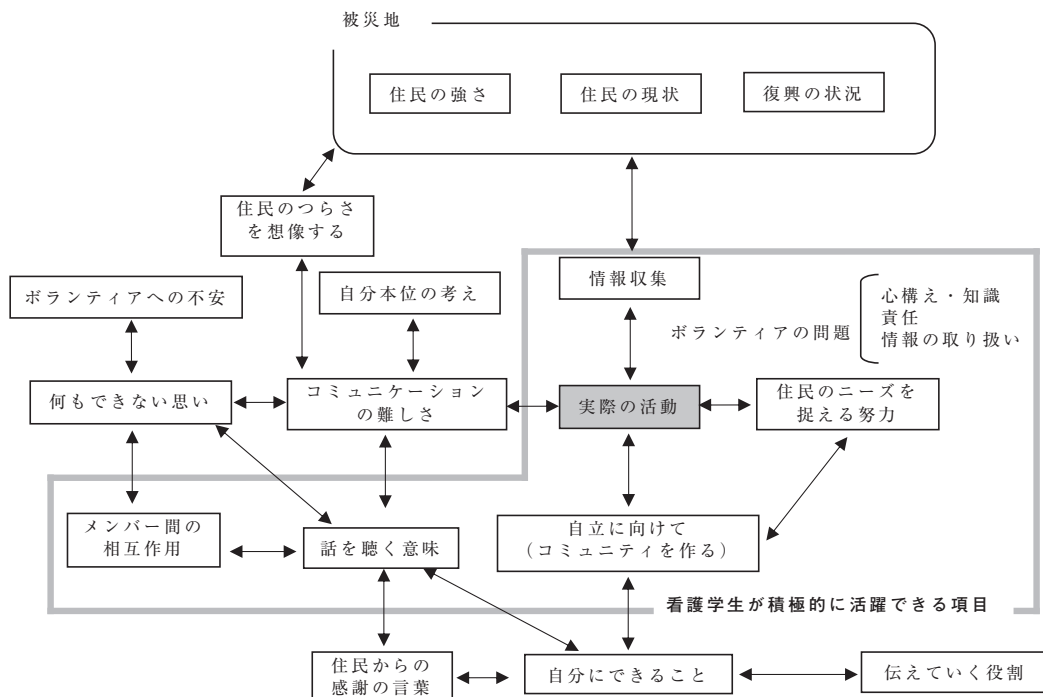 被災地
住民の強さ
住民の現状
復興の状況
住民のつらさ
を想像する
情報収集
ボランティアへの不安
自分本位の考え
ボランティアの問題
心構え・知識
責任
情報の取り扱い
何もできない思い
コミュニケーション
の難しさ
実際の活動
住民のニーズを
捉える努力
メンバー間の
相互作用
話を聴く意味
自立に向けて
（コミュニティを作る）
看護学生が積極的に活躍できる項目
住民からの
感謝の言葉
自分にできること
伝えていく役割